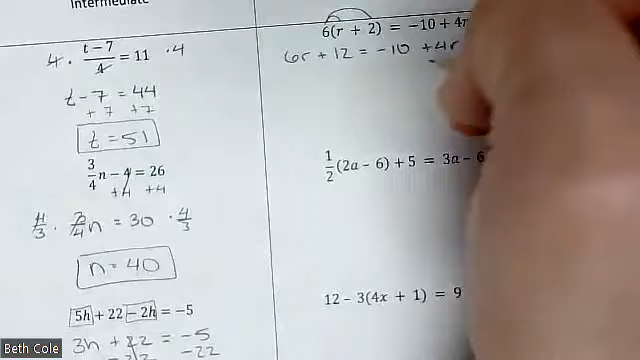 Intermediate
4 · (t − 7)/4 = 11 · 4
t − 7 = 44
+ 7 + 7
t = 51
3/4 n − 4 = 26
+4 +4
4/3 · 3/4 n = 30 · 4/3
n = 40
5h + 22 − 2h = −5
3h + 22 = −5
−22
6(r + 2) = −10 + 4r
6r + 12 = −10 + 4r
1/2 (2a − 6) + 5 = 3a − 6
12 − 3(4x + 1) = 9
Beth Cole